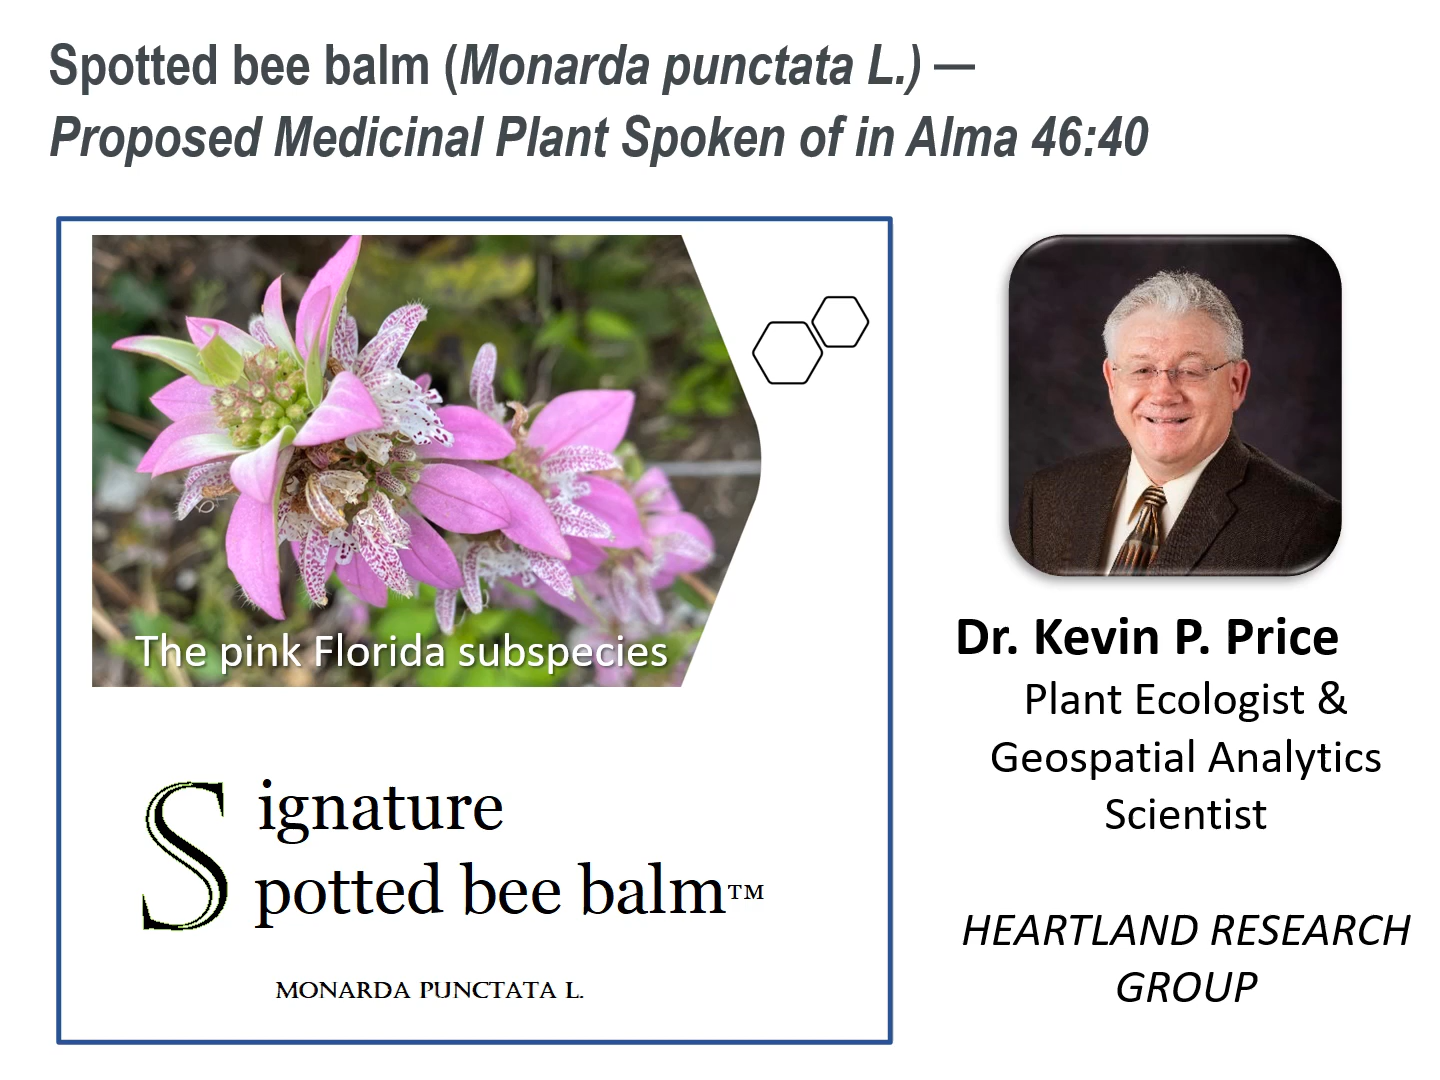 Spotted bee balm (Monarda punctata L.) —
Proposed Medicinal Plant Spoken of in Alma 46:40
The pink Florida subspecies
Signature
Spotted bee balm™
MONARDA PUNCTATA L.
Dr. Kevin P. Price
Plant Ecologist &
Geospatial Analytics
Scientist
HEARTLAND RESEARCH
GROUP